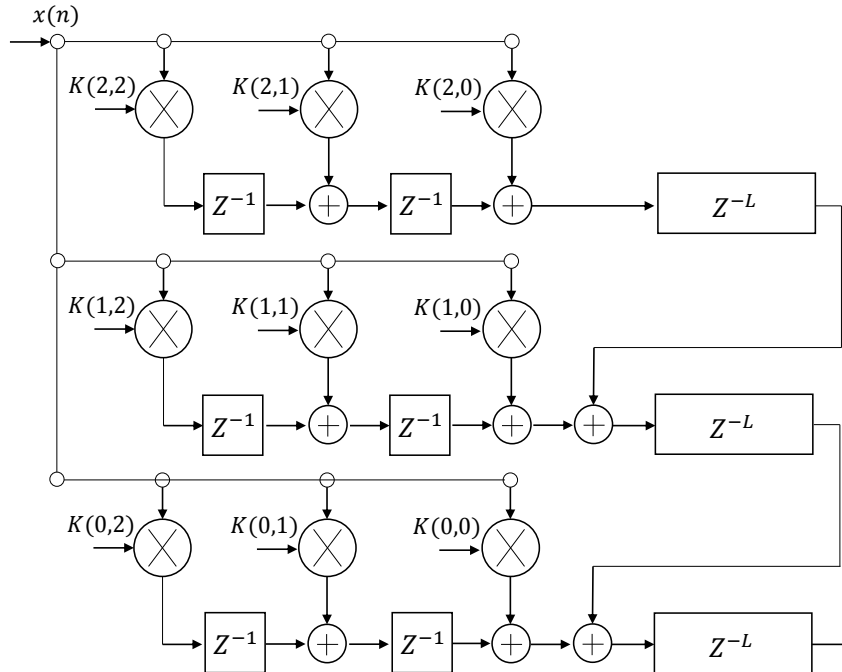 x(n)
K(2,2) K(2,1) K(2,0)
Z⁻¹ + Z⁻¹ + Z⁻ᴸ
K(1,2) K(1,1) K(1,0)
Z⁻¹ + Z⁻¹ + + Z⁻ᴸ
K(0,2) K(0,1) K(0,0)
Z⁻¹ + Z⁻¹ + + Z⁻ᴸ